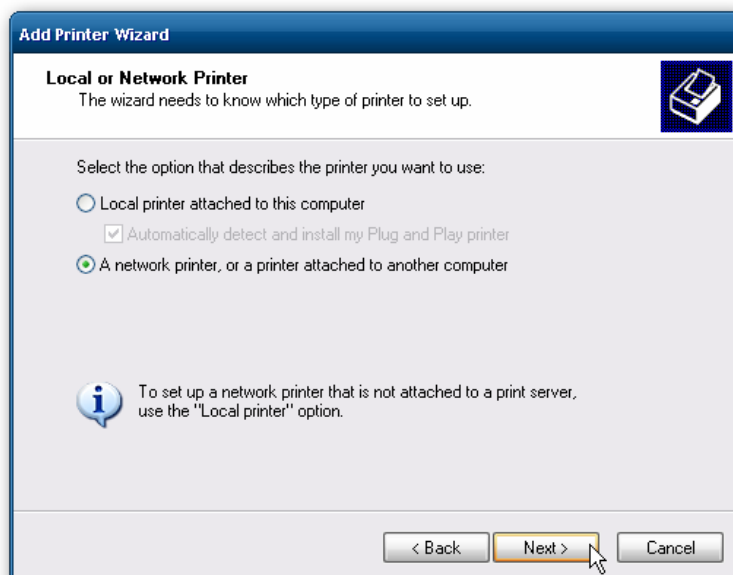 Add Printer Wizard
Local or Network Printer
The wizard needs to know which type of printer to set up.
Select the option that describes the printer you want to use:
Local printer attached to this computer
Automatically detect and install my Plug and Play printer
A network printer, or a printer attached to another computer
To set up a network printer that is not attached to a print server,
use the "Local printer" option.
< Back
Next >
Cancel